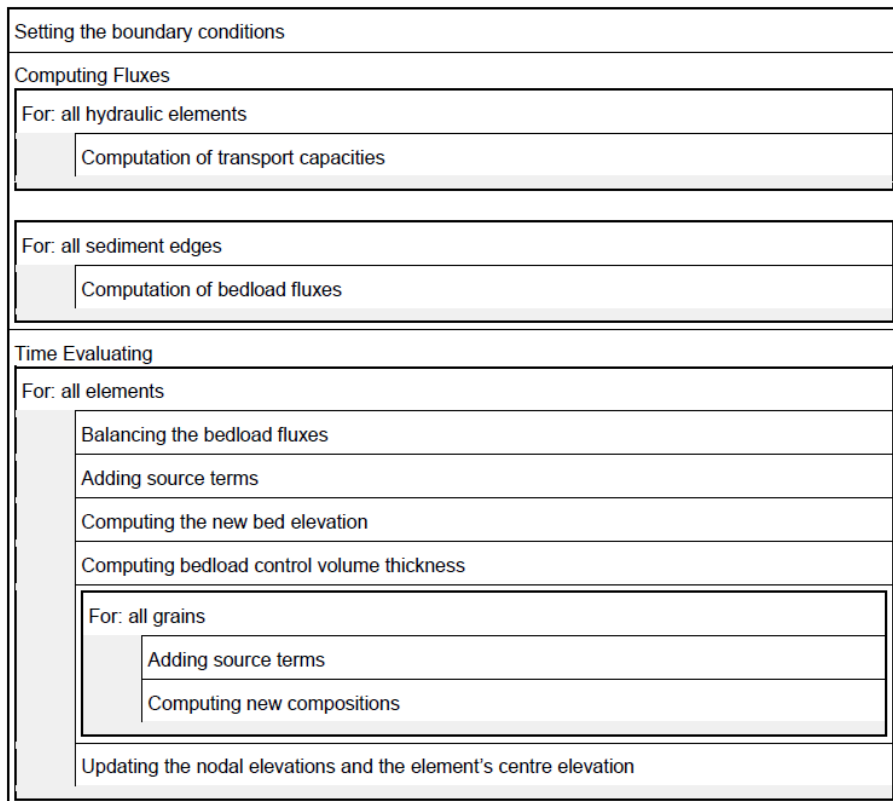 Setting the boundary conditions
Computing Fluxes
For: all hydraulic elements
Computation of transport capacities
For: all sediment edges
Computation of bedload fluxes
Time Evaluating
For: all elements
Balancing the bedload fluxes
Adding source terms
Computing the new bed elevation
Computing bedload control volume thickness
For: all grains
Adding source terms
Computing new compositions
Updating the nodal elevations and the element's centre elevation